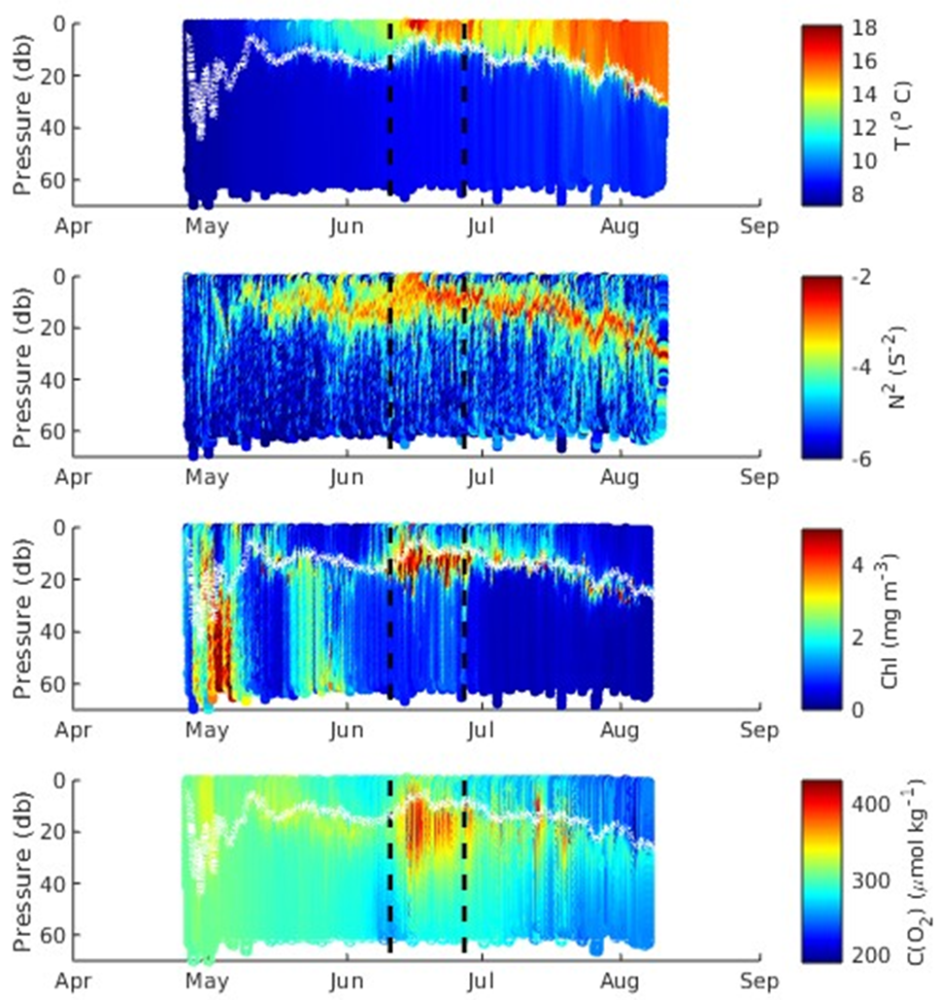 0
20
40
60
Pressure (db)
Apr May Jun Jul Aug Sep
18
16
14
12
10
8
T (° C)
0
20
40
60
Pressure (db)
Apr May Jun Jul Aug Sep
-2
-4
-6
N² (S⁻²)
0
20
40
60
Pressure (db)
Apr May Jun Jul Aug Sep
4
2
0
Chl (mg m⁻³)
0
20
40
60
Pressure (db)
Apr May Jun Jul Aug Sep
400
300
200
C(O₂) (μmol kg⁻¹)